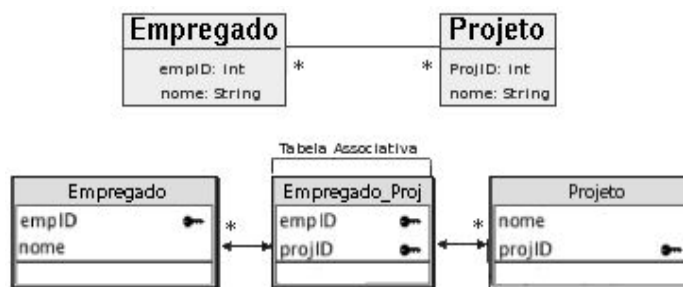 Empregado
Projeto
empID: Int
nome: String
*
*
ProjID: Int
nome: String
Tabela Associativa
Empregado
empID
nome
*
Empregado_Proj
empID
projID
*
Projeto
nome
projID